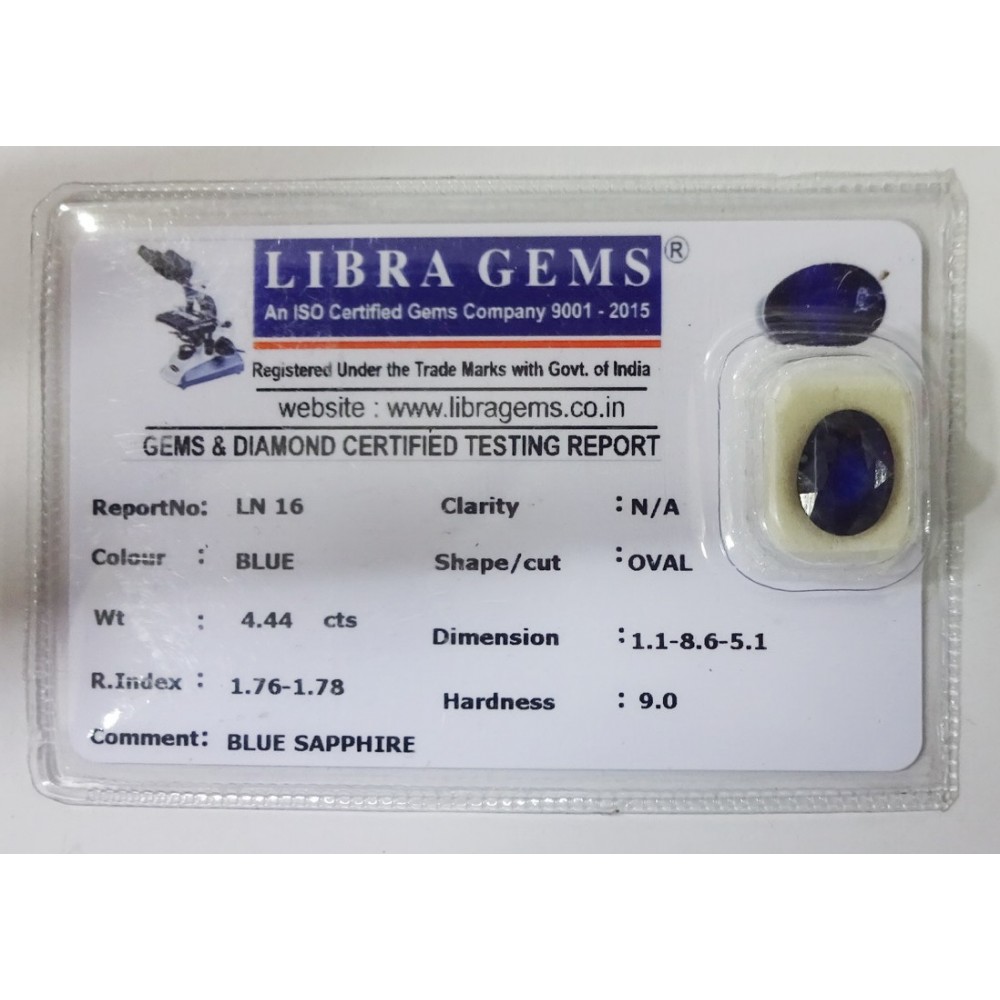 LIBRA GEMS ®
An ISO Certified Gems Company 9001 - 2015
Registered Under the Trade Marks with Govt. of India
website : www.libragems.co.in
GEMS & DIAMOND CERTIFIED TESTING REPORT
ReportNo: LN 16 Clarity : N/A
Colour : BLUE Shape/cut : OVAL
Wt : 4.44 cts Dimension : 1.1-8.6-5.1
R.Index : 1.76-1.78 Hardness : 9.0
Comment: BLUE SAPPHIRE